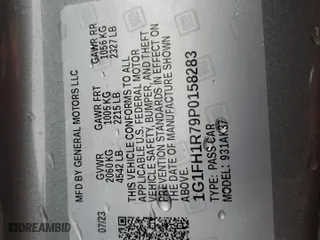 MFD BY GENERAL MOTORS LLC
07/23
GVWR
2060 KG
4542 LB
GAWR FRT
1005 KG
2215 LB
GAWR RR
1056 KG
2327 LB
THIS VEHICLE CONFORMS TO ALL
APPLICABLE U.S. FEDERAL MOTOR
VEHICLE SAFETY, BUMPER, AND THEFT
PREVENTION STANDARDS IN EFFECT ON
THE DATE OF MANUFACTURE SHOWN
ABOVE.
1G1FH1R79P0158283
TYPE: PASS CAR
MODEL: 931AK37
DREAMBID